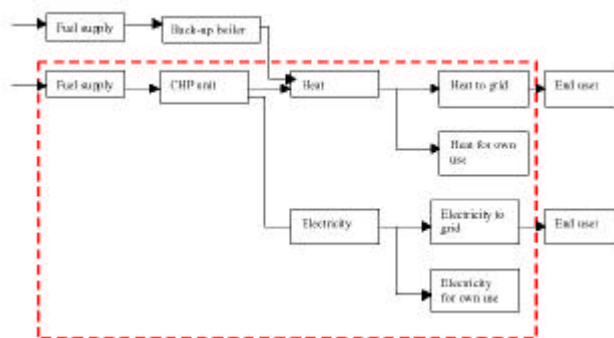 Fuel supply
Back-up boiler
Fuel supply
CHP unit
Heat
Heat to grid
End user
Heat for own
use
Electricity
Electricity to
grid
End user
Electricity
for own use